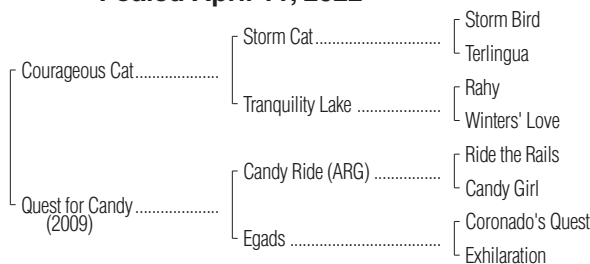 Foaled April 11, 2022
Storm Bird
Storm Cat
Terlingua
Courageous Cat
Rahy
Tranquility Lake
Winters' Love
Ride the Rails
Candy Ride (ARG)
Candy Girl
Quest for Candy
(2009)
Coronado's Quest
Egads
Exhilaration